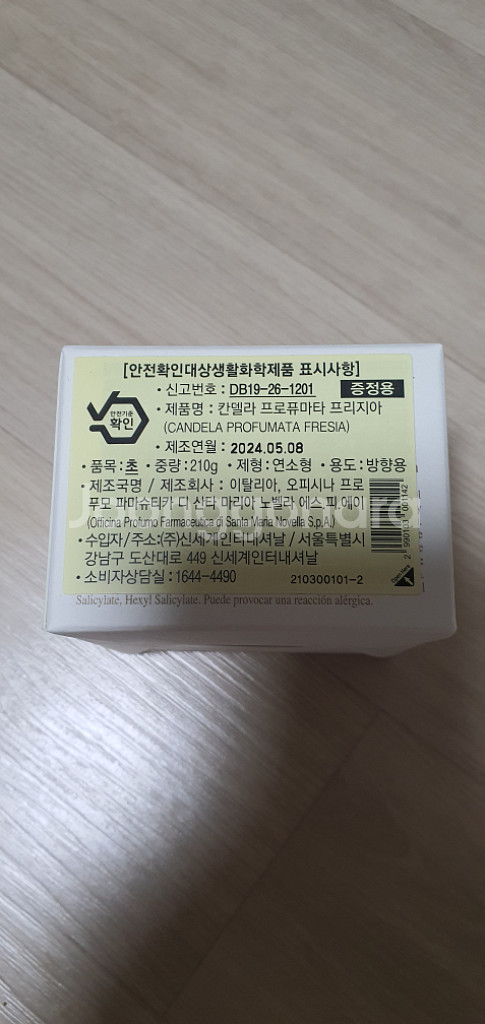 [안전확인대상생활화학제품 표시사항]
• 신고번호 : DB19-26-1201 증정용
안전기준
확인
• 제품명 : 칸델라 프로퓨마타 프리지아
(CANDELA PROFUMATA FRESIA)
• 제조연월 : 2024.05.08
• 품목: 초 • 중량: 210g • 제형: 연소형 • 용도: 방향용
• 제조국명 / 제조회사 : 이탈리아, 오피시나 프로
푸모 파마슈티카 디 산타 마리아 노벨라 에스.피.에이
(Officina Profumo Farmaceutica di Santa Maria Novella S.p.A.)
• 수입자 / 주소:(주)신세계인터내셔날 / 서울특별시
강남구 도산대로 449 신세계인터내셔날
• 소비자상담실: 1644-4490 210300101-2
Salicylate, Hexyl Salicylate. Puede provocar una reacción alérgica.
Joonggonara